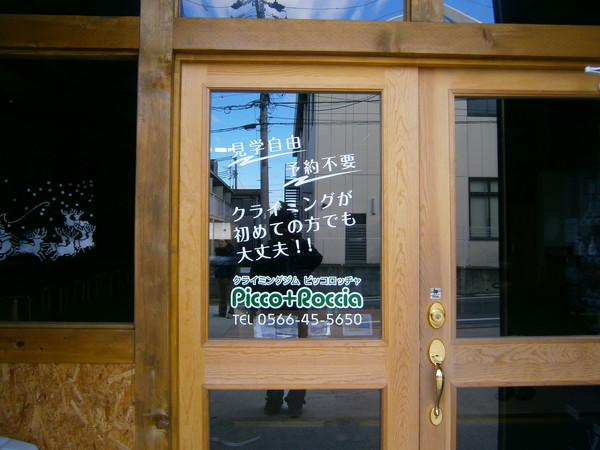 見学自由
予約不要
クライミングが
初めての方でも
大丈夫!!
クライミングジム ピッコロッチャ
Picco+Roccia
TEL 0566-45-5650